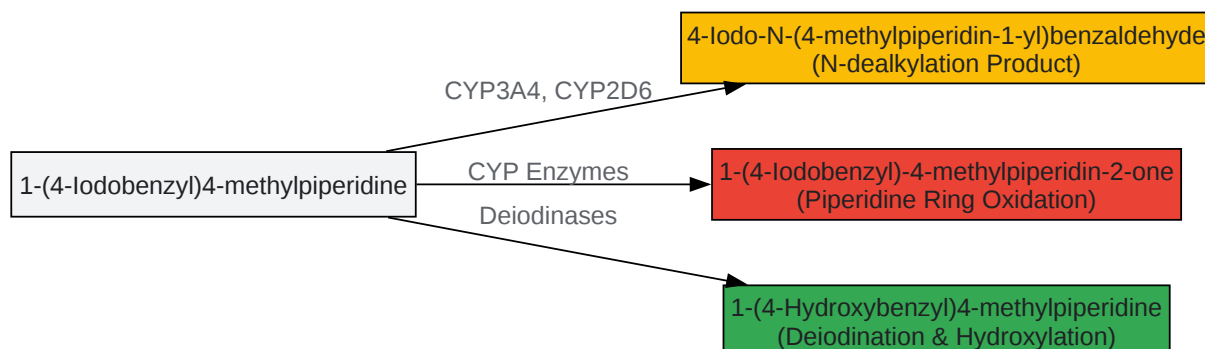 4-Iodo-N-(4-methylpiperidin-1-yl)benzaldehyde
(N-dealkylation Product)
CYP3A4, CYP2D6
1-(4-Iodobenzyl)4-methylpiperidine
CYP Enzymes
1-(4-Iodobenzyl)-4-methylpiperidin-2-one
(Piperidine Ring Oxidation)
Deiodinases
1-(4-Hydroxybenzyl)4-methylpiperidine
(Deiodination & Hydroxylation)